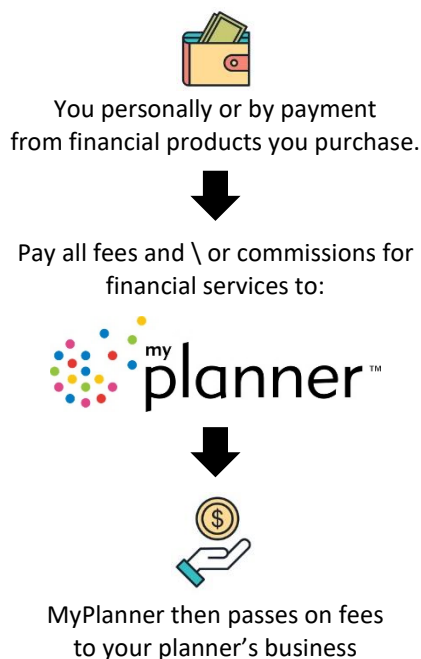 You personally or by payment
from financial products you purchase.
Pay all fees and \ or commissions for
financial services to:
my
planner™
$
MyPlanner then passes on fees
to your planner’s business